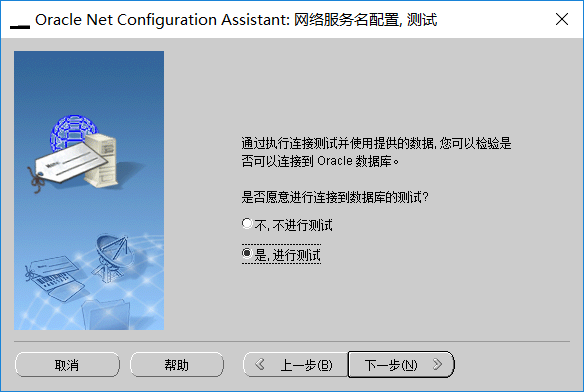 Oracle Net Configuration Assistant: 网络服务名配置, 测试
通过执行连接测试并使用提供的数据, 您可以检验是
否可以连接到 Oracle 数据库。
是否愿意进行连接到数据库的测试?
不, 不进行测试
是, 进行测试
取消
帮助
上一步(B)
下一步(N)